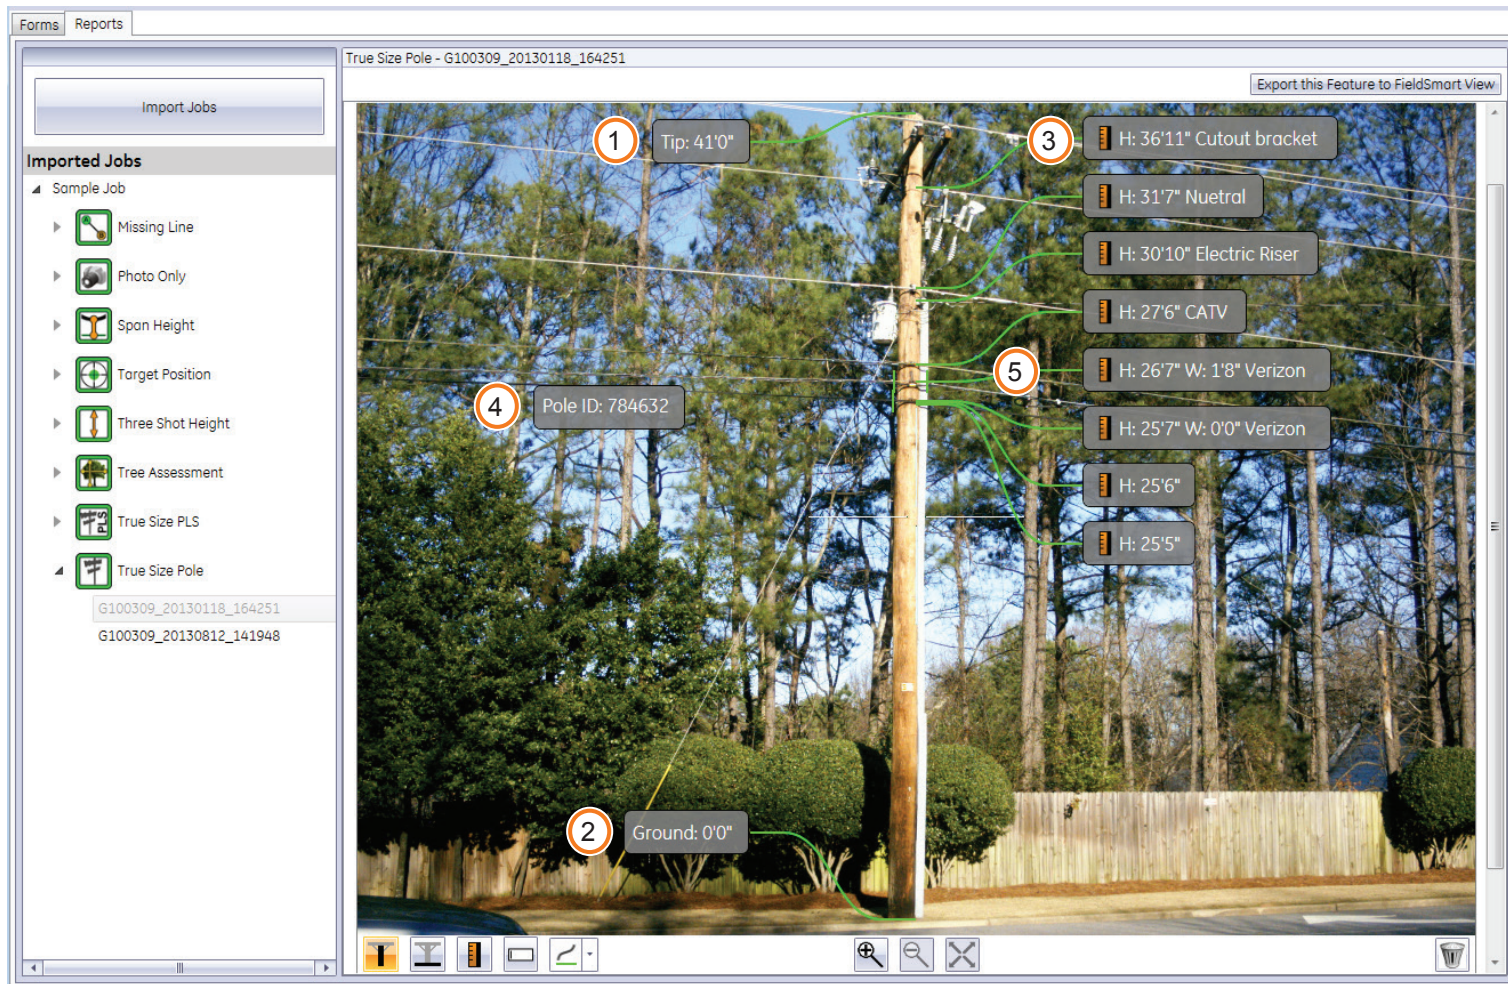 Forms
Reports
Import Jobs
Imported Jobs
Sample Job
Missing Line
Photo Only
Span Height
Target Position
Three Shot Height
Tree Assessment
True Size PLS
True Size Pole
G100309_20130118_164251
G100309_20130812_141948
True Size Pole - G100309_20130118_164251
Export this Feature to FieldSmart View
1
Tip: 41'0"
3
H: 36'11" Cutout bracket
H: 31'7" Nuetral
H: 30'10" Electric Riser
H: 27'6" CATV
5
H: 26'7" W: 1'8" Verizon
4
Pole ID: 784632
H: 25'7" W: 0'0" Verizon
H: 25'6"
H: 25'5"
2
Ground: 0'0"
PLS